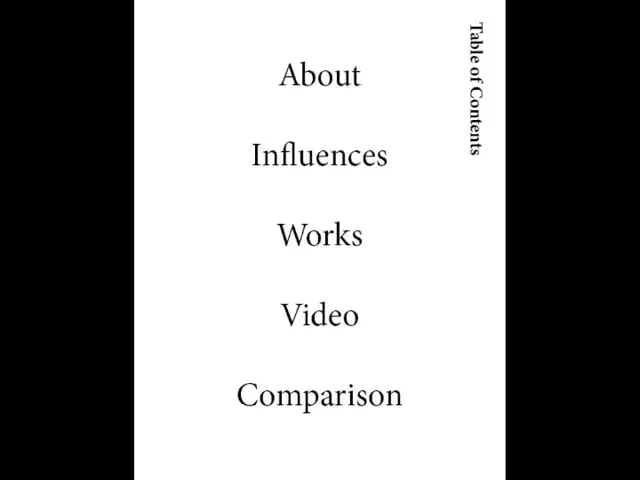 Table of Contents
About
Influences
Works
Video
Comparison